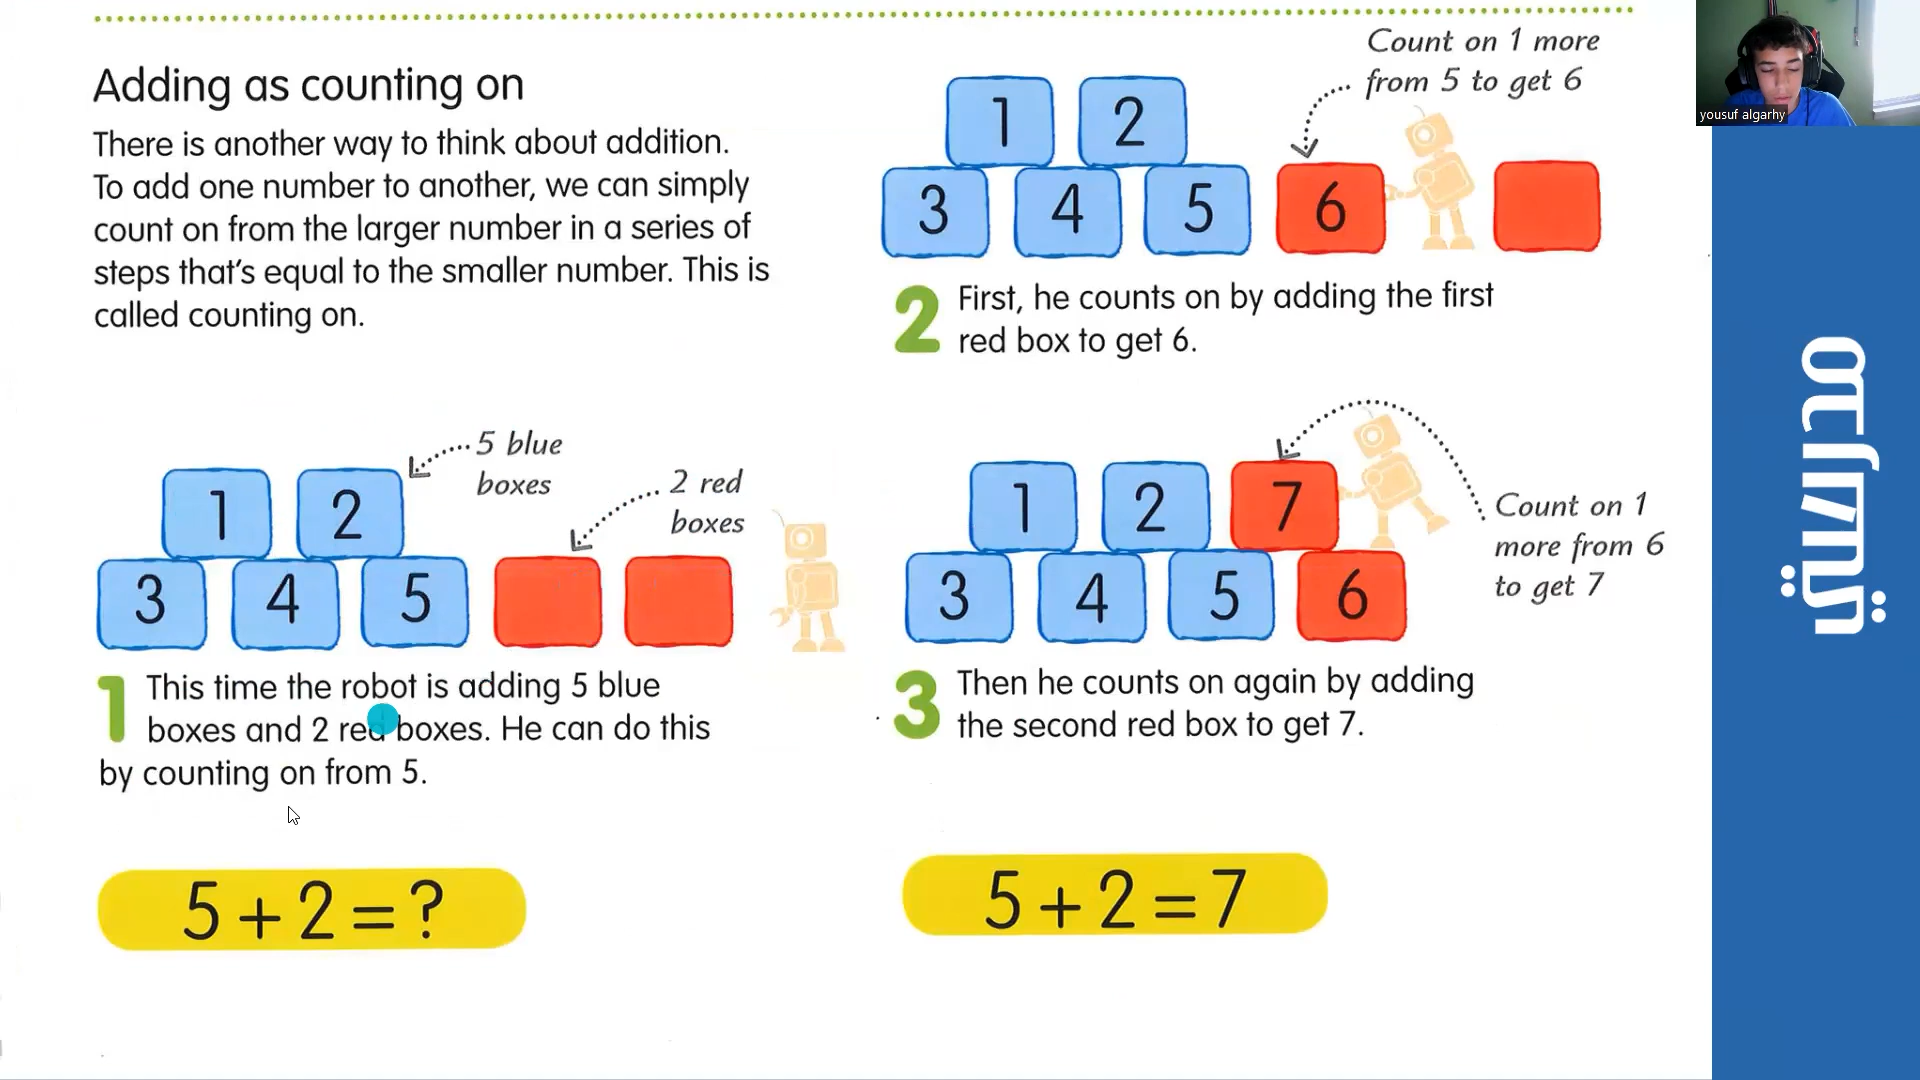 Adding as counting on
There is another way to think about addition.
To add one number to another, we can simply
count on from the larger number in a series of
steps that's equal to the smaller number. This is
called counting on.
5 blue
boxes
2 red
boxes
1 2
3 4 5
1 This time the robot is adding 5 blue
boxes and 2 red boxes. He can do this
by counting on from 5.
5 + 2 = ?
Count on 1 more
from 5 to get 6
1 2
3 4 5 6
2 First, he counts on by adding the first
red box to get 6.
1 2 7
3 4 5 6
Count on 1
more from 6
to get 7
3 Then he counts on again by adding
the second red box to get 7.
5 + 2 = 7
yousuf algarhy